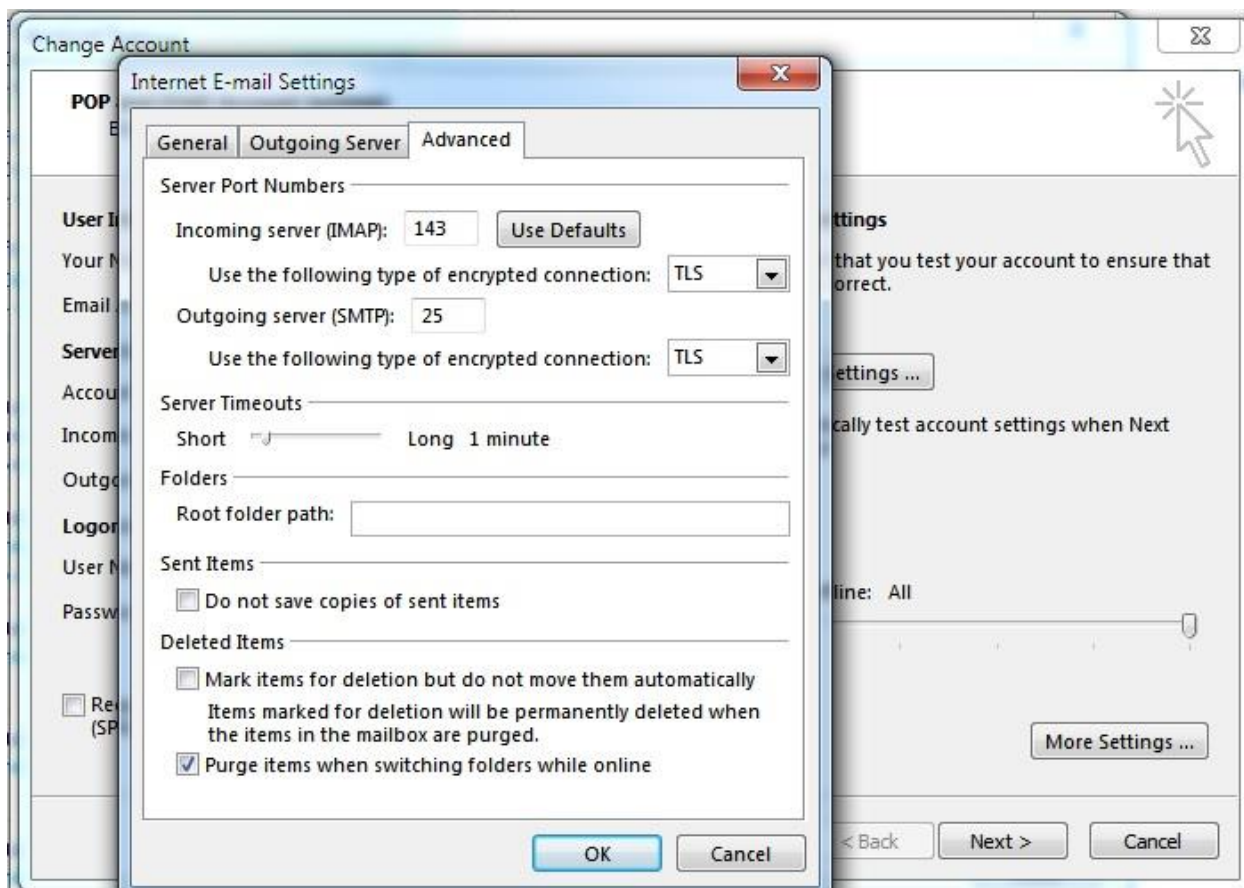 Change Account
Internet E-mail Settings
POP
General Outgoing Server Advanced
Server Port Numbers
Incoming server (IMAP): 143 Use Defaults
Use the following type of encrypted connection: TLS
Outgoing server (SMTP): 25
Use the following type of encrypted connection: TLS
Server Timeouts
Short Long 1 minute
Folders
Root folder path:
Sent Items
Do not save copies of sent items
Deleted Items
Mark items for deletion but do not move them automatically
Items marked for deletion will be permanently deleted when
the items in the mailbox are purged.
Purge items when switching folders while online
OK Cancel
User
Your
Email
Server
User
(SP
that you test your account to ensure that
test account settings when Next
All
More Settings ...
< Back Next > Cancel